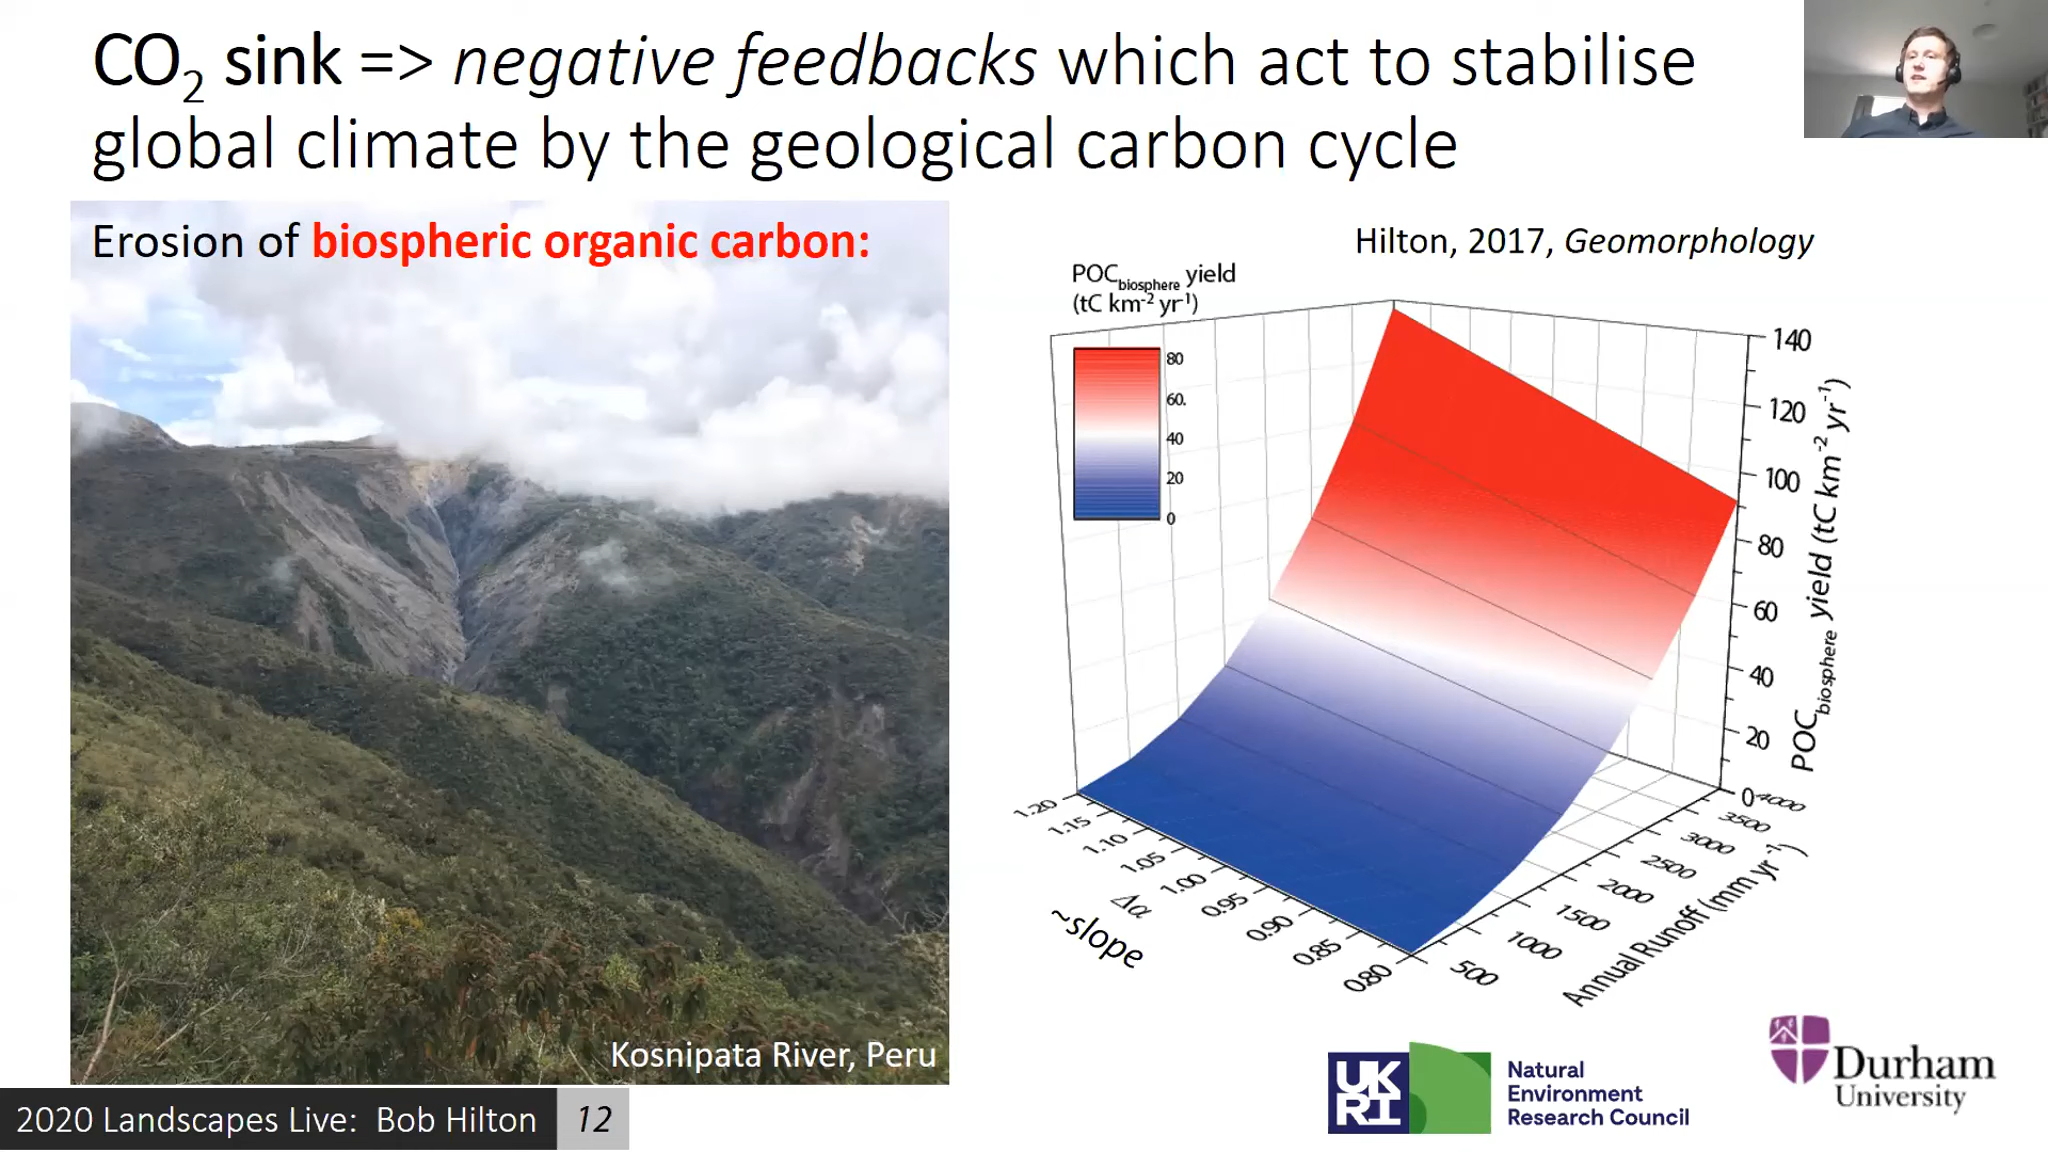 CO2 sink => negative feedbacks which act to stabilise
global climate by the geological carbon cycle
Erosion of biospheric organic carbon:
Kosnipata River, Peru
Hilton, 2017, Geomorphology
POCbiosphere yield
(tC km-2 yr-1)
80
60.
40
20
0
140
120
100
80
60
40
20
0
POCbiosphere yield (tC km-2 yr-1)
1.20
1.15
1.10
1.05
1.00
0.95
0.90
0.85
0.80
Δα
~slope
4000
3500
3000
2500
2000
1500
1000
500
Annual Runoff (mm yr-1)
UK
RI
Natural
Environment
Research Council
Durham
University
2020 Landscapes Live: Bob Hilton 12